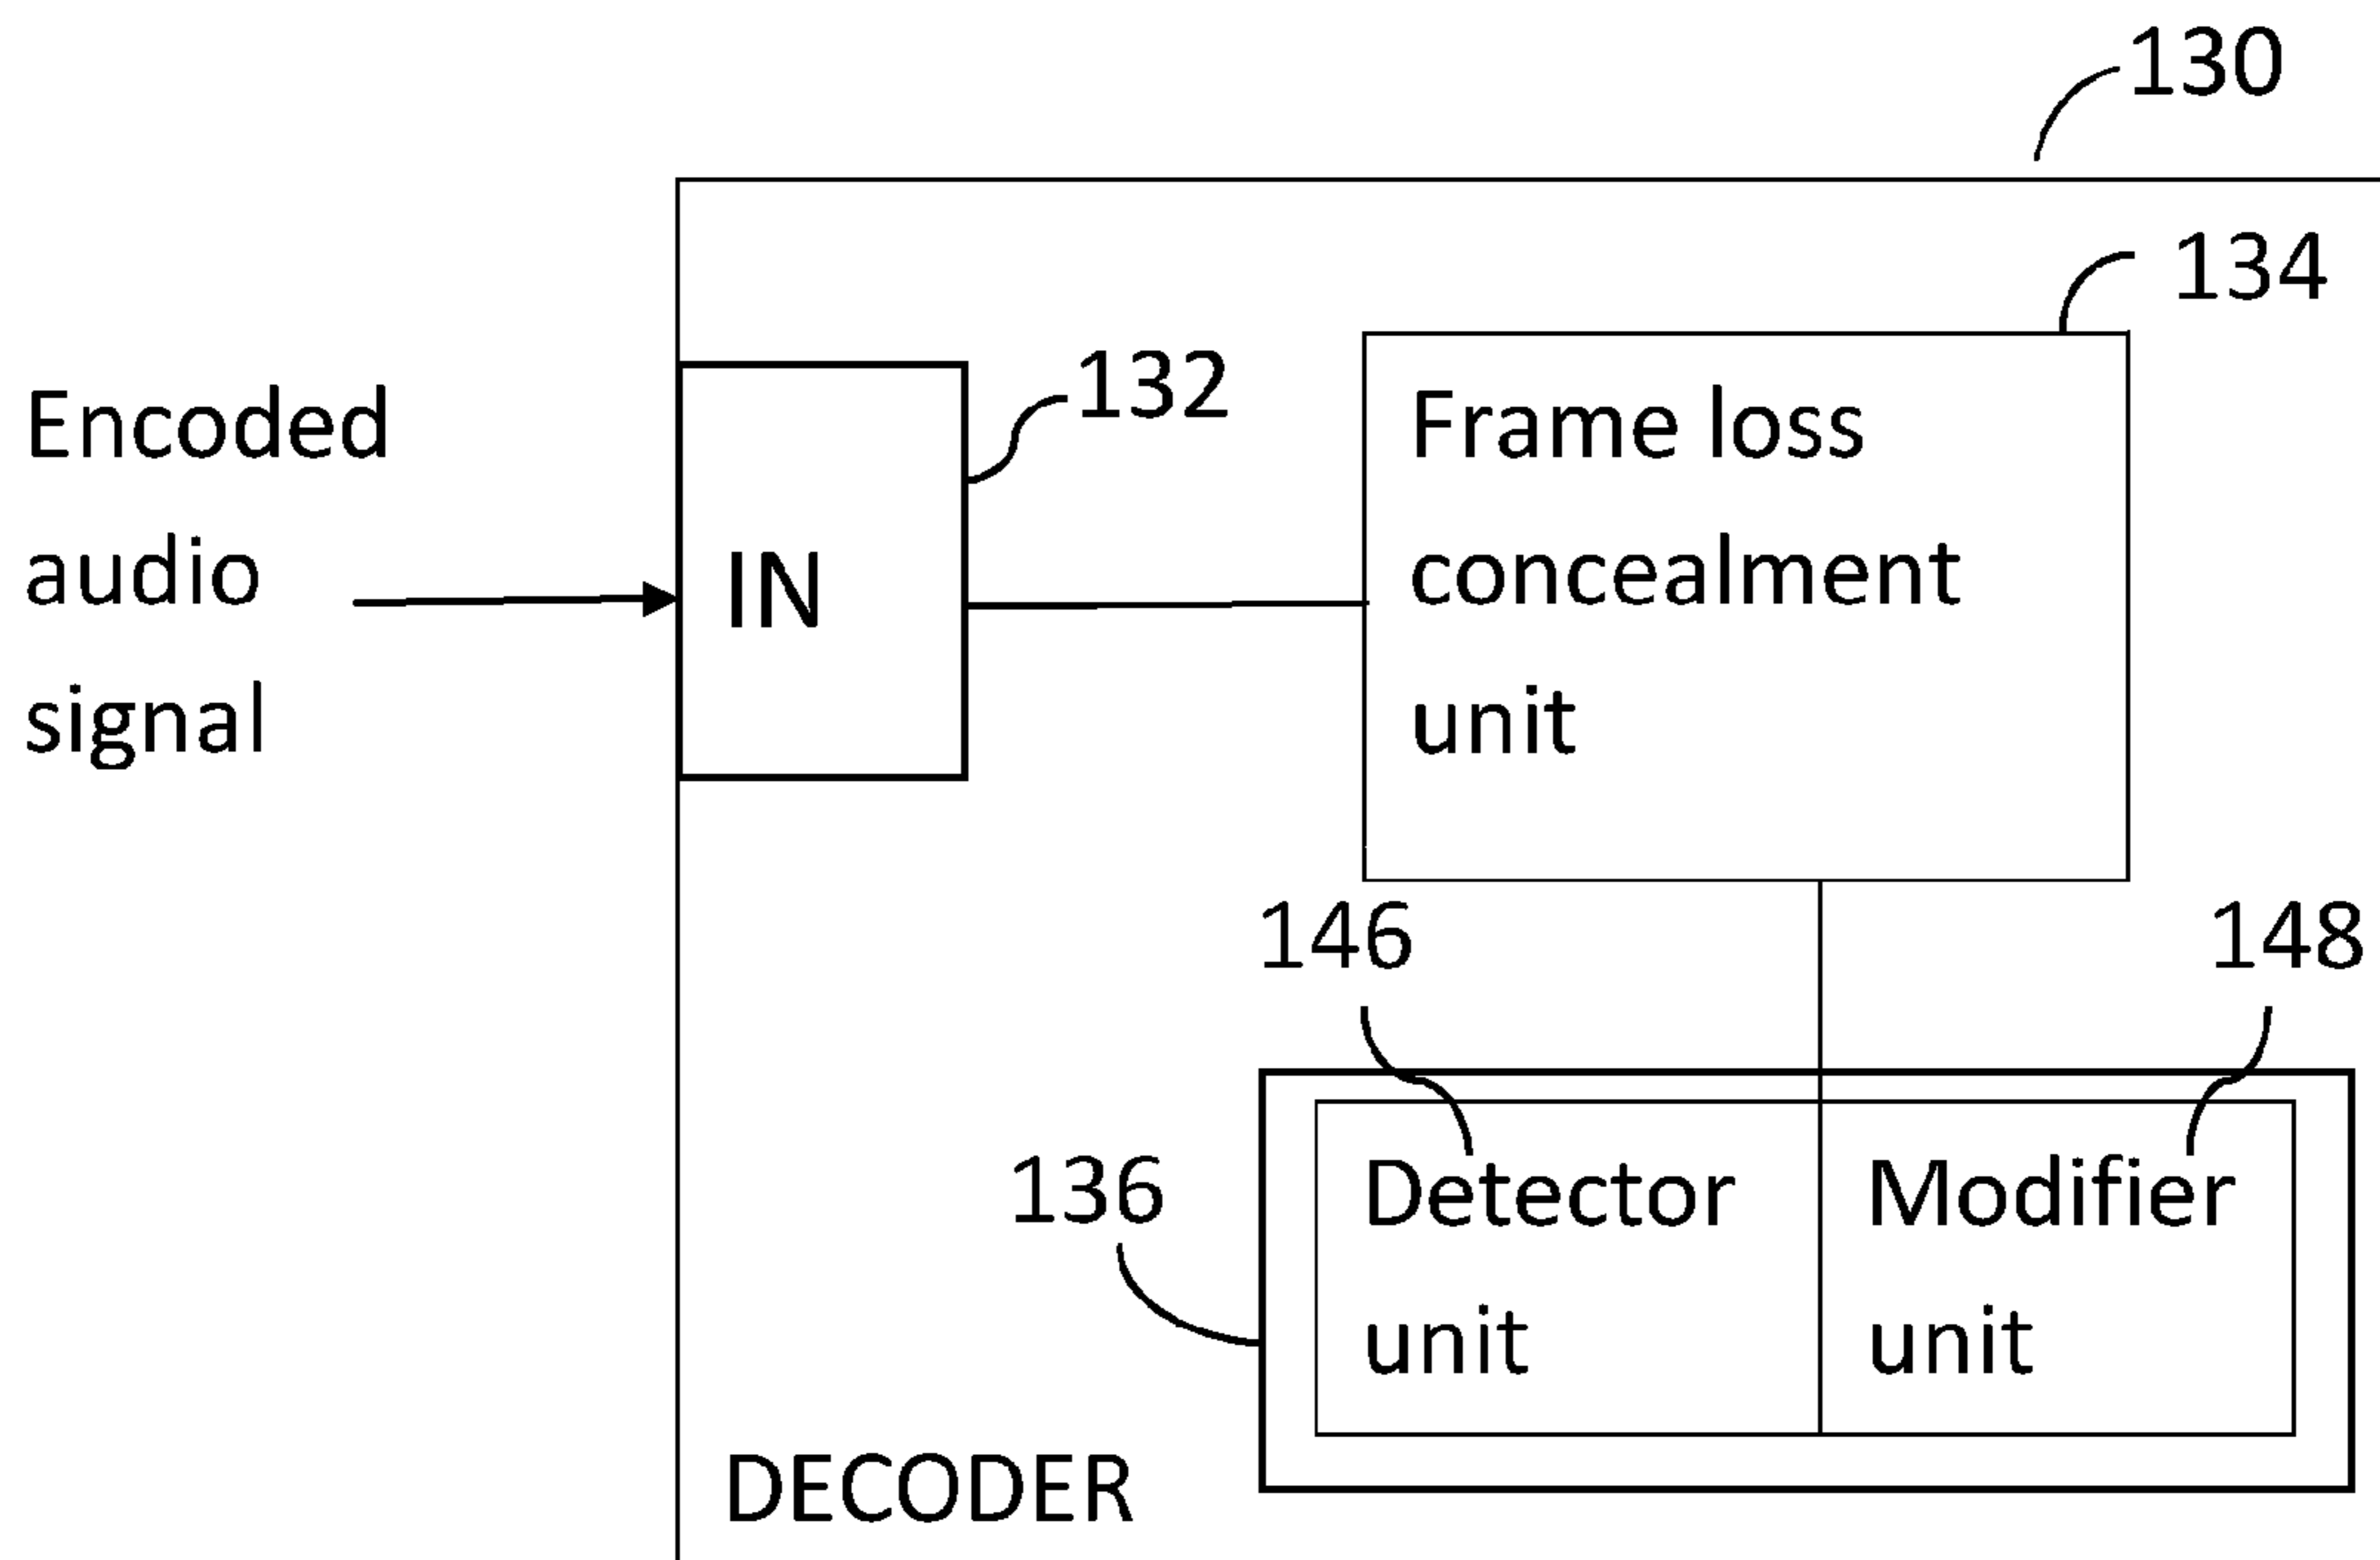 130
134
132
Encoded
audio
signal
IN
Frame loss
concealment
unit
146
148
136
Detector
unit
Modifier
unit
DECODER